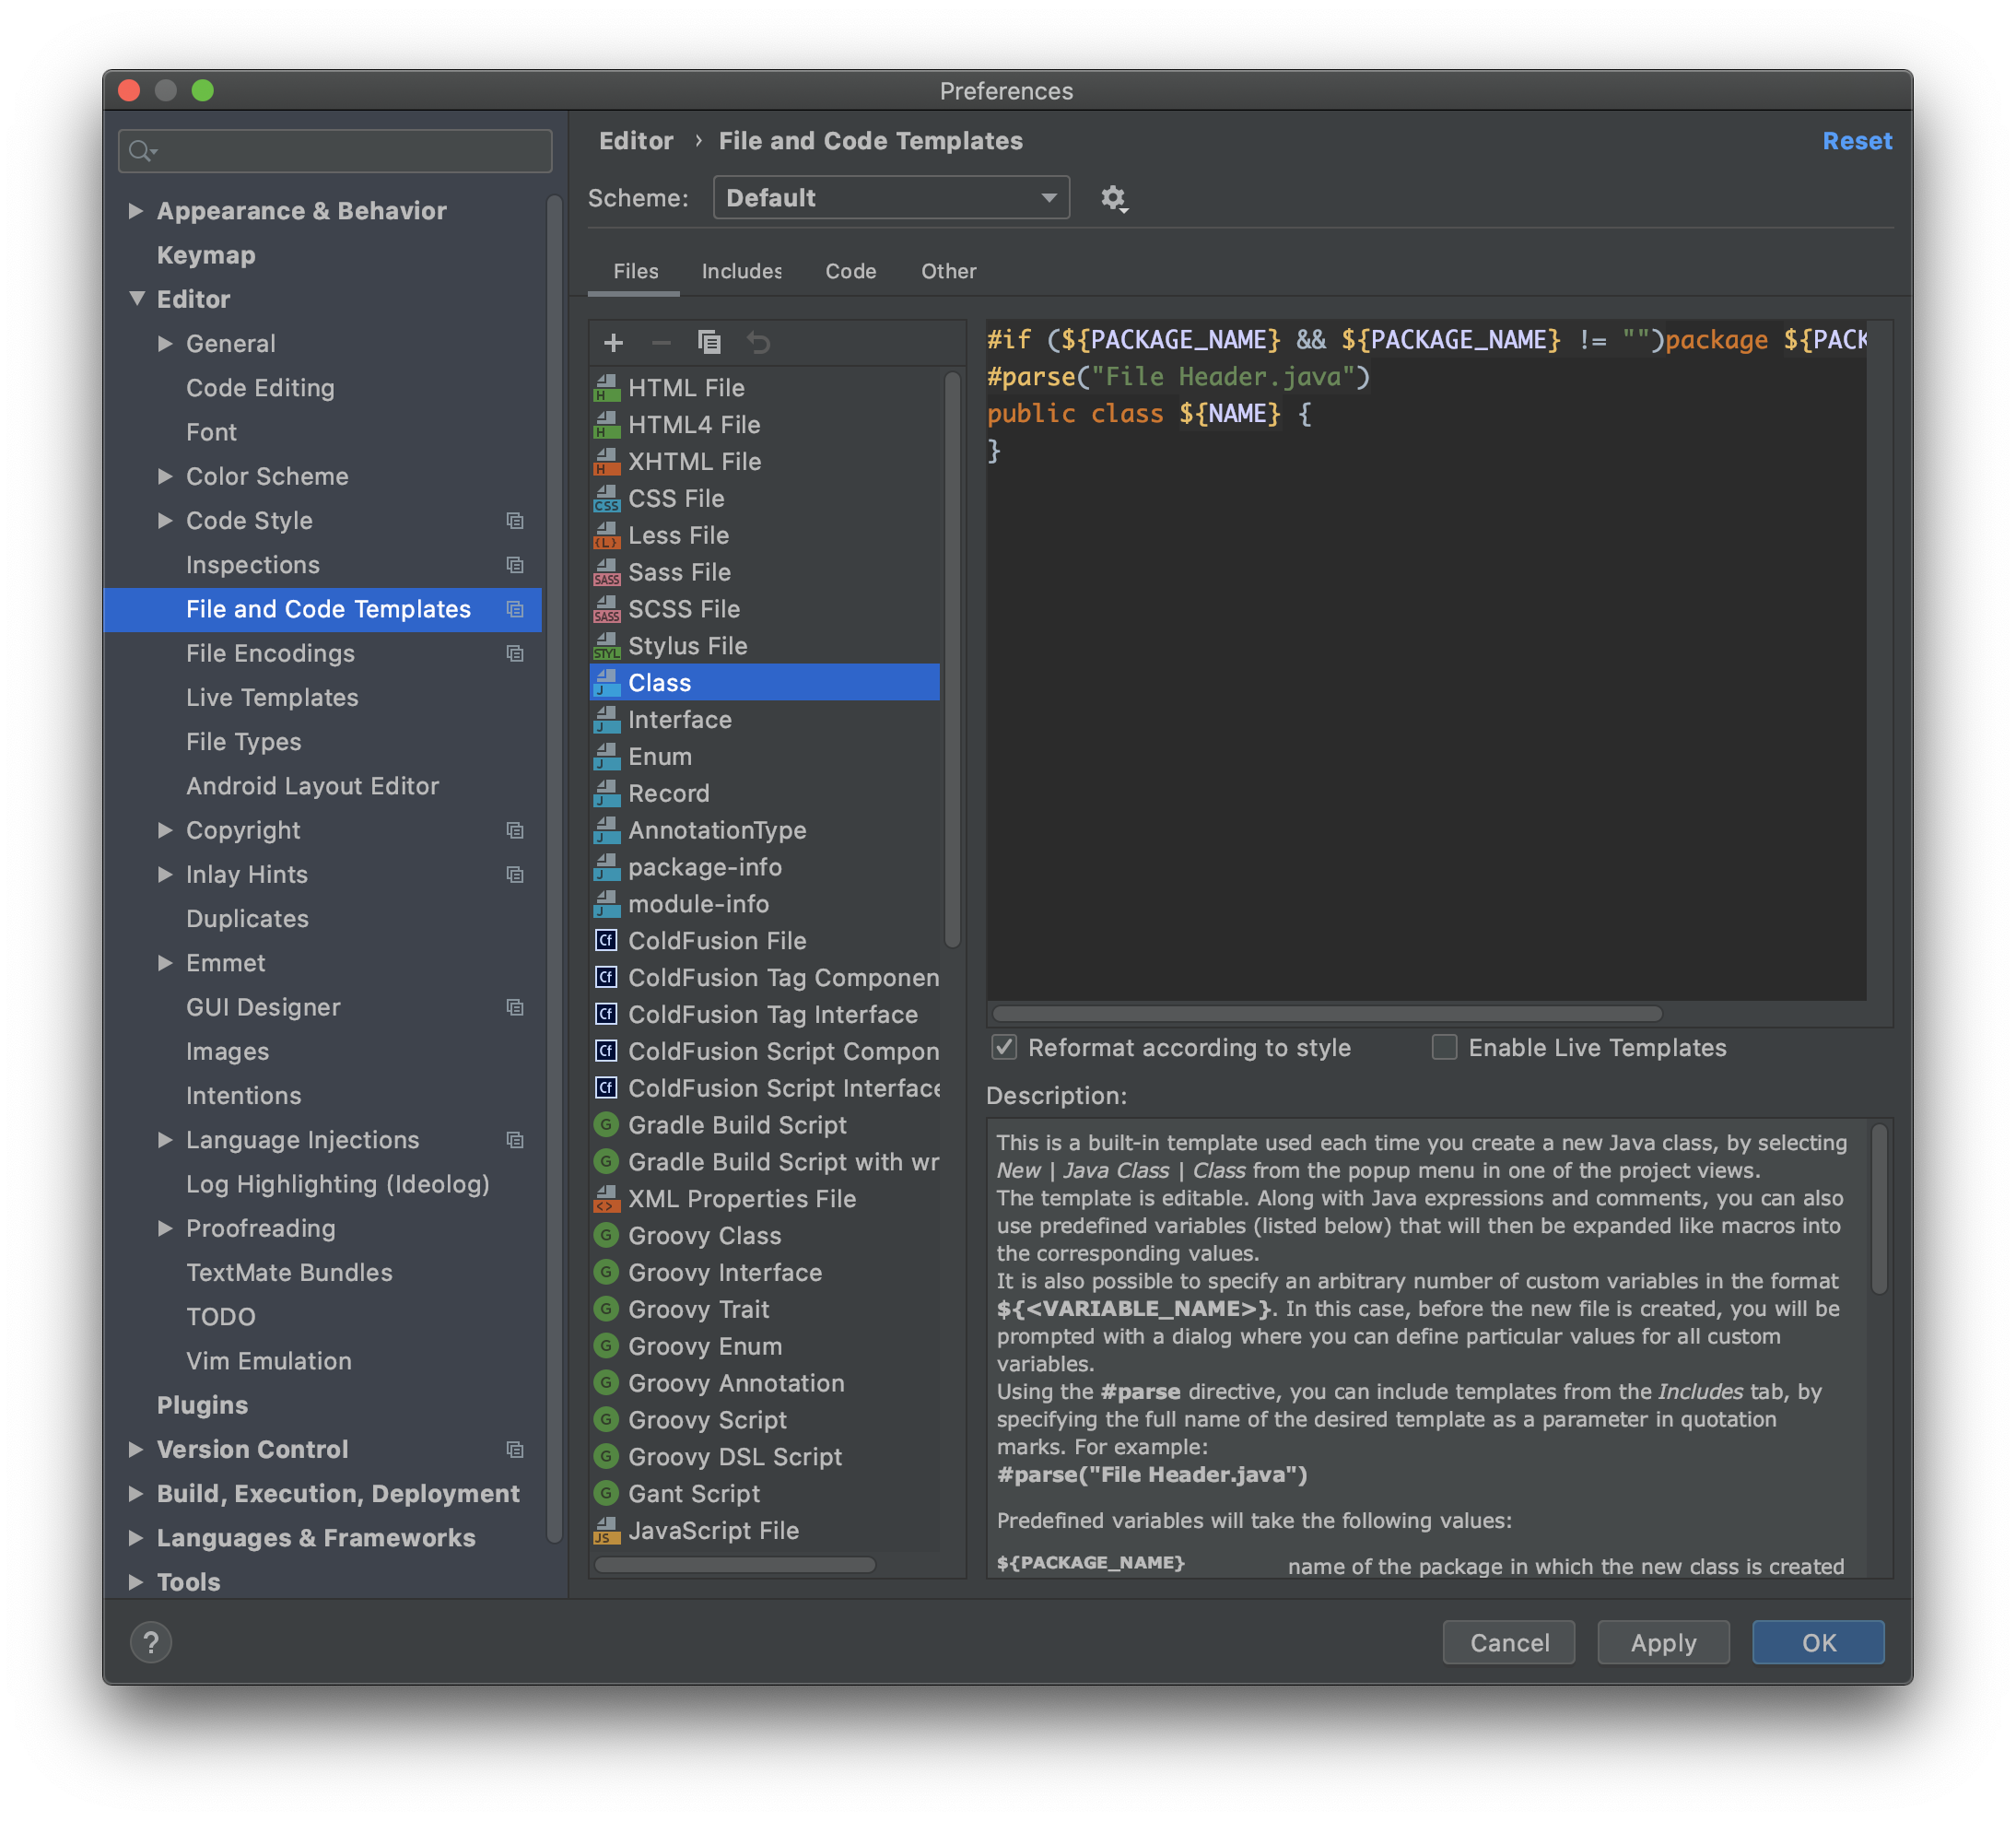 Preferences
Appearance & Behavior
Keymap
Editor
General
Code Editing
Font
Color Scheme
Code Style
Inspections
File and Code Templates
File Encodings
Live Templates
File Types
Android Layout Editor
Copyright
Inlay Hints
Duplicates
Emmet
GUI Designer
Images
Intentions
Language Injections
Log Highlighting (Ideolog)
Proofreading
TextMate Bundles
TODO
Vim Emulation
Plugins
Version Control
Build, Execution, Deployment
Languages & Frameworks
Tools
Editor › File and Code Templates
Reset
Scheme: Default
Files Includes Code Other
HTML File
HTML4 File
XHTML File
CSS File
Less File
Sass File
SCSS File
Stylus File
Class
Interface
Enum
Record
AnnotationType
package-info
module-info
ColdFusion File
ColdFusion Tag Componen
ColdFusion Tag Interface
ColdFusion Script Compon
ColdFusion Script Interface
Gradle Build Script
Gradle Build Script with wr
XML Properties File
Groovy Class
Groovy Interface
Groovy Trait
Groovy Enum
Groovy Annotation
Groovy Script
Groovy DSL Script
Gant Script
JavaScript File
#if (${PACKAGE_NAME} && ${PACKAGE_NAME} != "")package ${PACK
#parse("File Header.java")
public class ${NAME} {
}
Reformat according to style
Enable Live Templates
Description:
This is a built-in template used each time you create a new Java class, by selecting
New | Java Class | Class from the popup menu in one of the project views.
The template is editable. Along with Java expressions and comments, you can also
use predefined variables (listed below) that will then be expanded like macros into
the corresponding values.
It is also possible to specify an arbitrary number of custom variables in the format
${<VARIABLE_NAME>}. In this case, before the new file is created, you will be
prompted with a dialog where you can define particular values for all custom
variables.
Using the #parse directive, you can include templates from the Includes tab, by
specifying the full name of the desired template as a parameter in quotation
marks. For example:
#parse("File Header.java")
Predefined variables will take the following values:
${PACKAGE_NAME} name of the package in which the new class is created
?
Cancel
Apply
OK